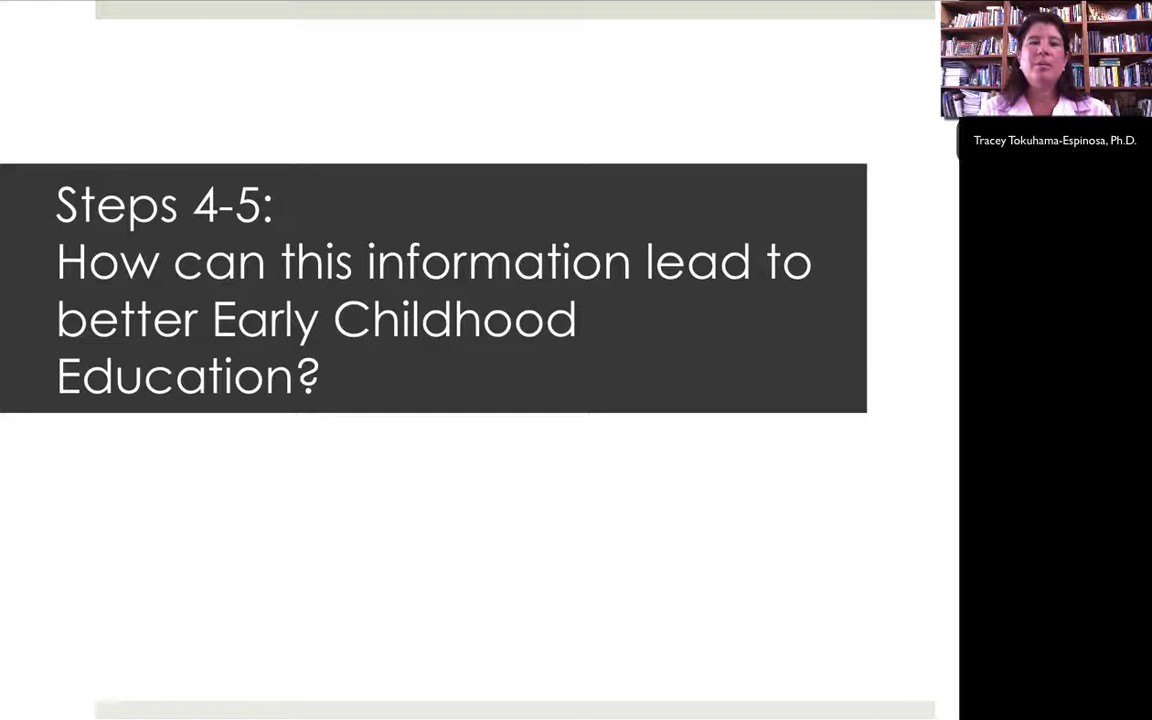 Steps 4-5:
How can this information lead to
better Early Childhood
Education?
Tracey Tokuhama-Espinosa, Ph.D.